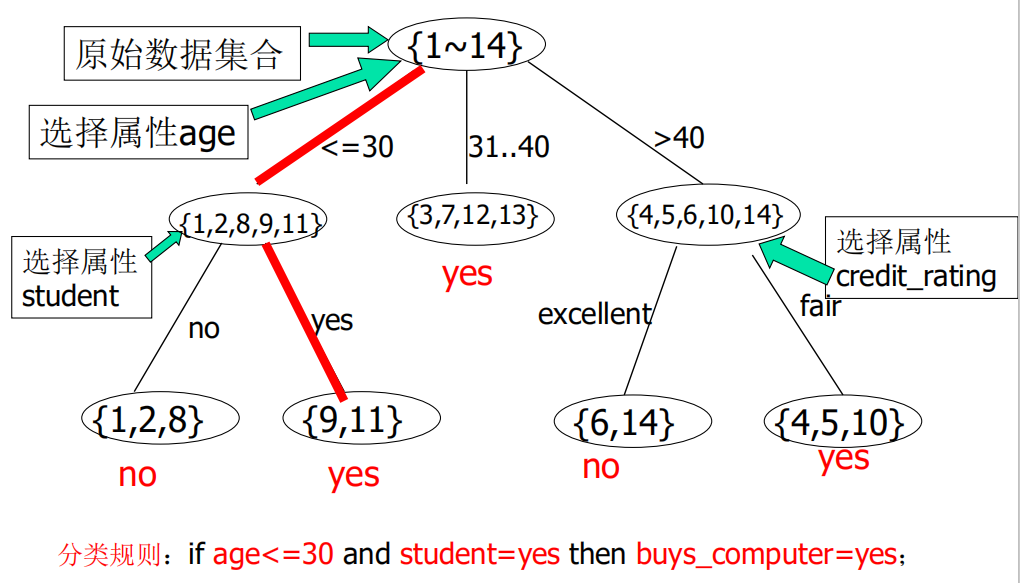 原始数据集合
{1~14}
选择属性age
<=30
31..40
>40
{1,2,8,9,11}
{3,7,12,13}
{4,5,6,10,14}
选择属性
student
选择属性
credit_rating
yes
no
yes
excellent
fair
{1,2,8}
{9,11}
{6,14}
{4,5,10}
no
yes
no
yes
分类规则：if age<=30 and student=yes then buys_computer=yes；